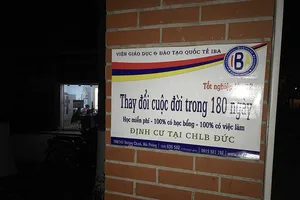 VIỆN GIÁO DỤC & ĐÀO TẠO QUỐC TẾ IBA
IB
Tốt nghiệp
Thay đổi cuộc đời trong 180 ngày
Học miễn phí - 100% có học bổng - 100% có việc làm
ĐỊNH CƯ TẠI CHLB ĐỨC